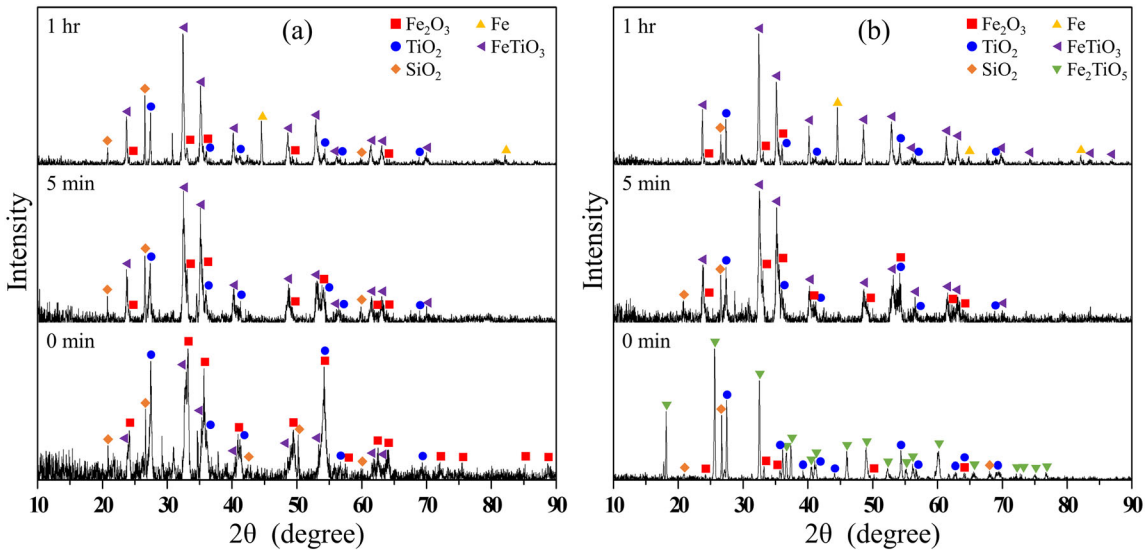 1 hr
(a)
Fe₂O₃
Fe
TiO₂
FeTiO₃
SiO₂
5 min
0 min
Intensity
10 20 30 40 50 60 70 80 90
2θ (degree)
1 hr
(b)
Fe₂O₃
Fe
TiO₂
FeTiO₃
SiO₂
Fe₂TiO₅
5 min
0 min
Intensity
10 20 30 40 50 60 70 80 90
2θ (degree)